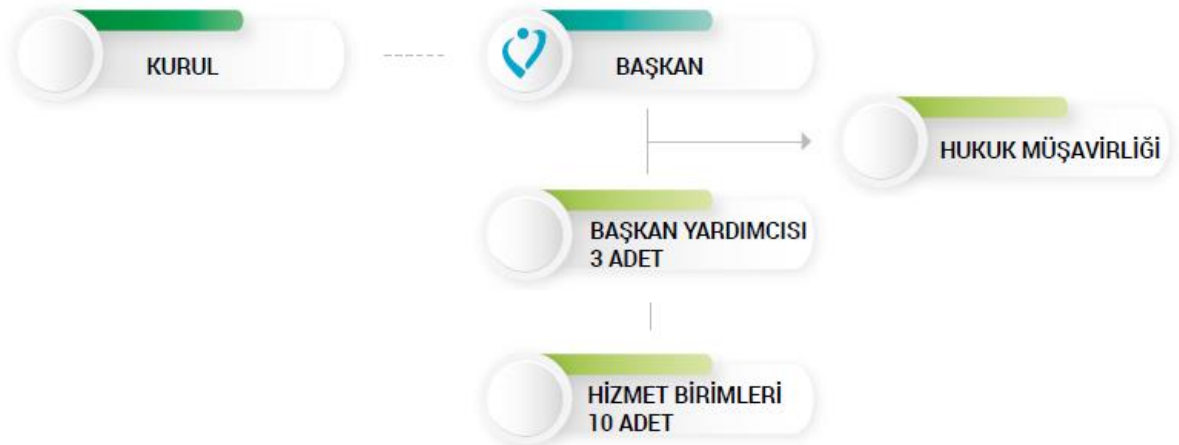 KURUL
BAŞKAN
HUKUK MÜŞAVİRLİĞİ
BAŞKAN YARDIMCISI
3 ADET
HİZMET BİRİMLERİ
10 ADET